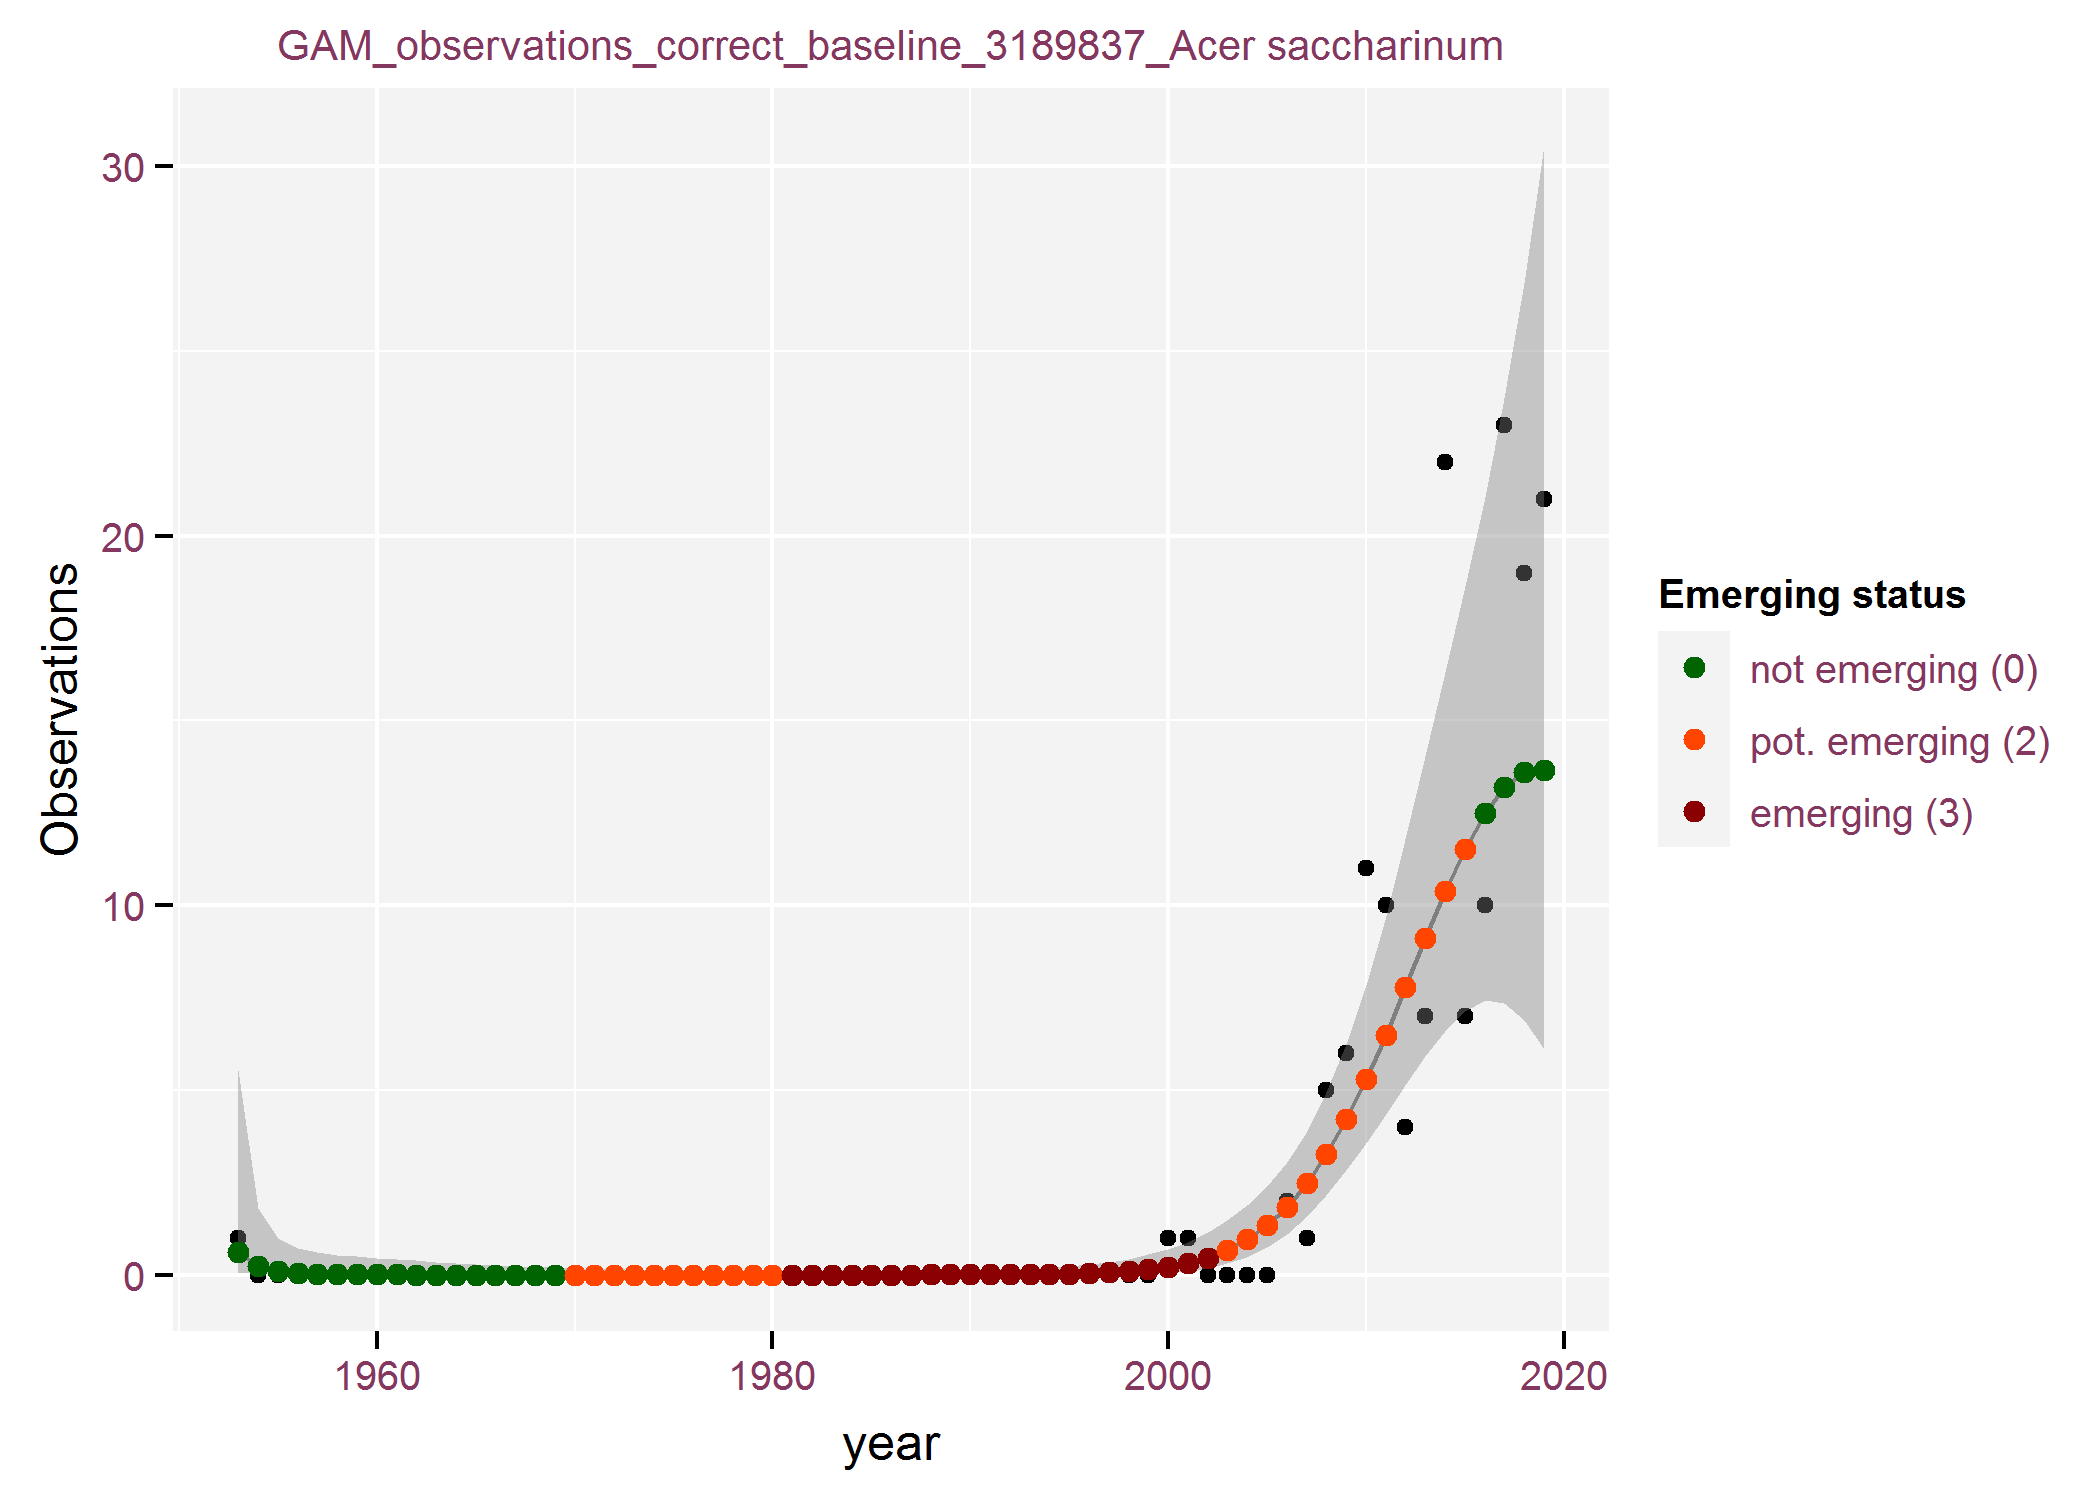 GAM_observations_correct_baseline_3189837_Acer saccharinum
30
20
10
0
Observations
1960
1980
2000
2020
year
Emerging status
not emerging (0)
pot. emerging (2)
emerging (3)